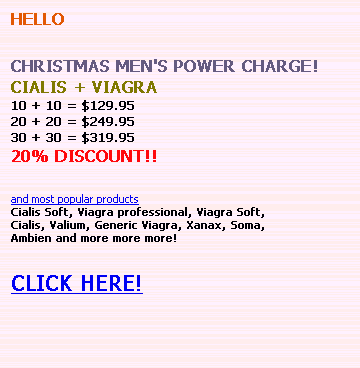 HELLO
CHRISTMAS MEN'S POWER CHARGE!
CIALIS + VIAGRA
10 + 10 = $129.95
20 + 20 = $249.95
30 + 30 = $319.95
20% DISCOUNT!!
and most popular products
Cialis Soft, Viagra professional, Viagra Soft,
Cialis, Valium, Generic Viagra, Xanax, Soma,
Ambien and more more more!
CLICK HERE!